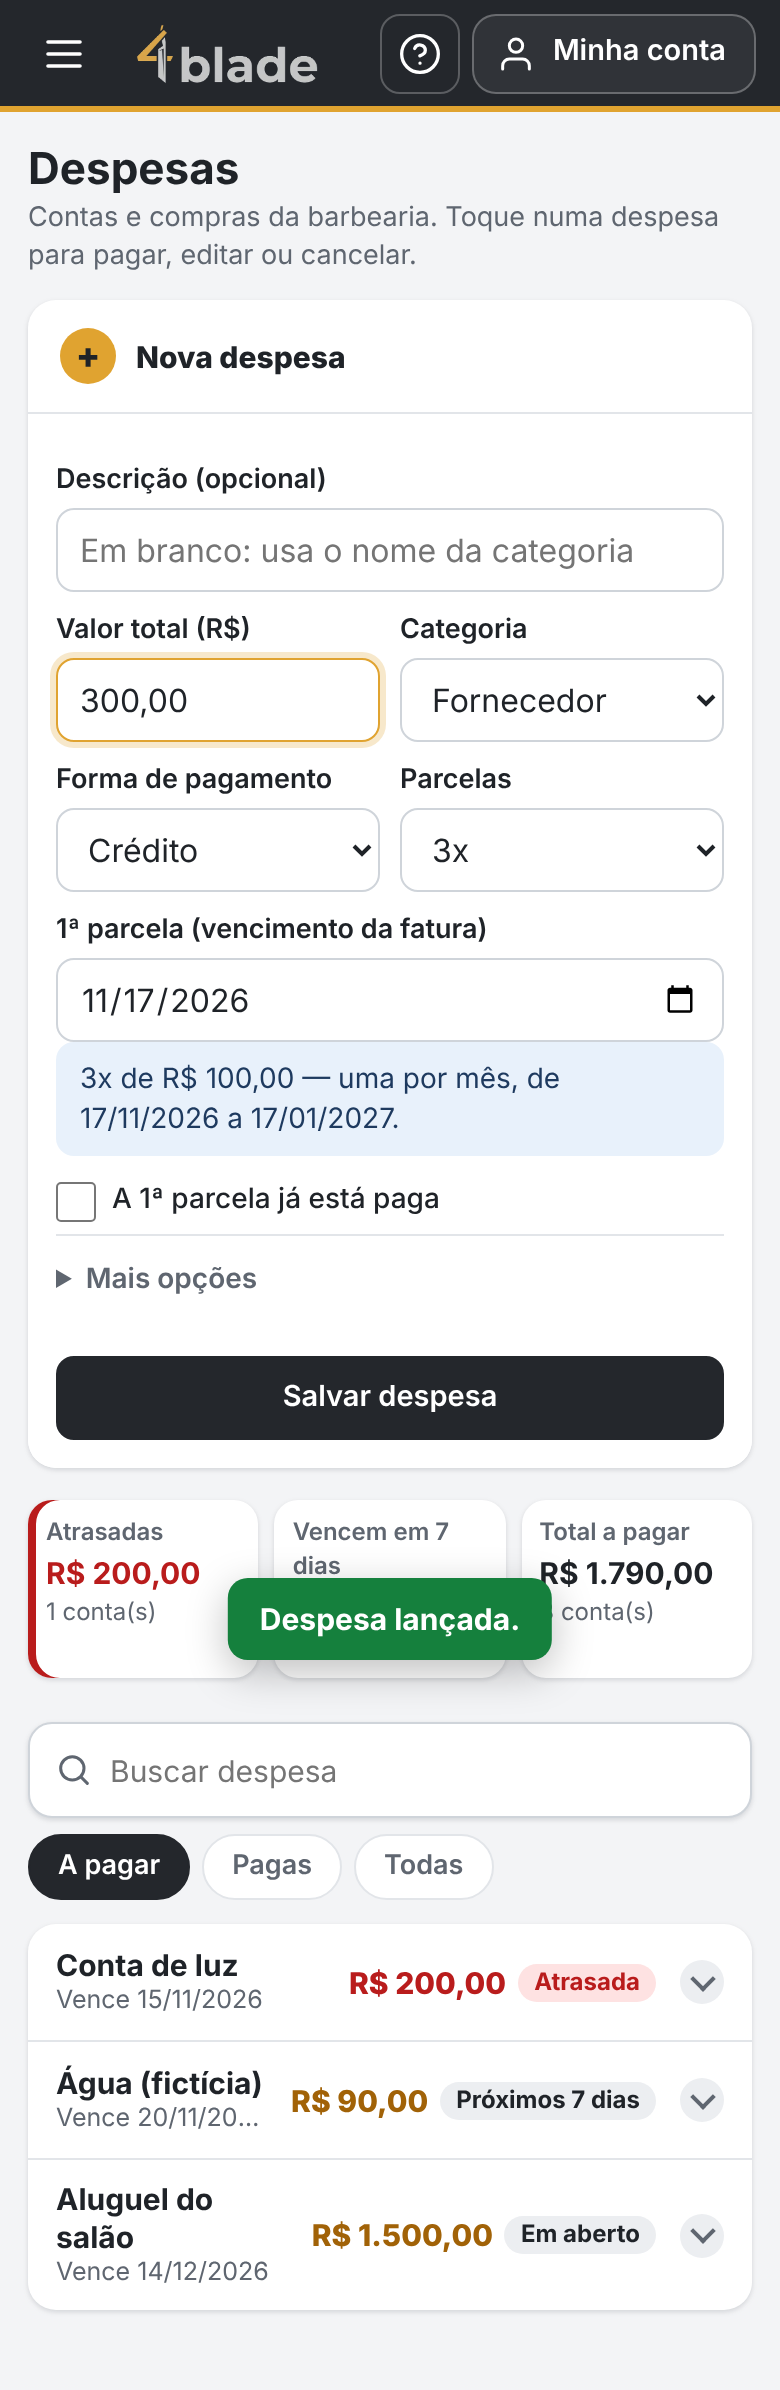 4blade
Minha conta
Despesas
Contas e compras da barbearia. Toque numa despesa
para pagar, editar ou cancelar.
+ Nova despesa
Descrição (opcional)
Em branco: usa o nome da categoria
Valor total (R$) Categoria
300,00 Fornecedor
Forma de pagamento Parcelas
Crédito 3x
1ª parcela (vencimento da fatura)
11/17/2026
3x de R$ 100,00 — uma por mês, de
17/11/2026 a 17/01/2027.
A 1ª parcela já está paga
Mais opções
Salvar despesa
Atrasadas
R$ 200,00
1 conta(s)
Vencem em 7
dias
Total a pagar
R$ 1.790,00
conta(s)
Despesa lançada.
Buscar despesa
A pagar Pagas Todas
Conta de luz
Vence 15/11/2026
R$ 200,00 Atrasada
Água (fictícia)
Vence 20/11/20...
R$ 90,00 Próximos 7 dias
Aluguel do
salão
Vence 14/12/2026
R$ 1.500,00 Em aberto